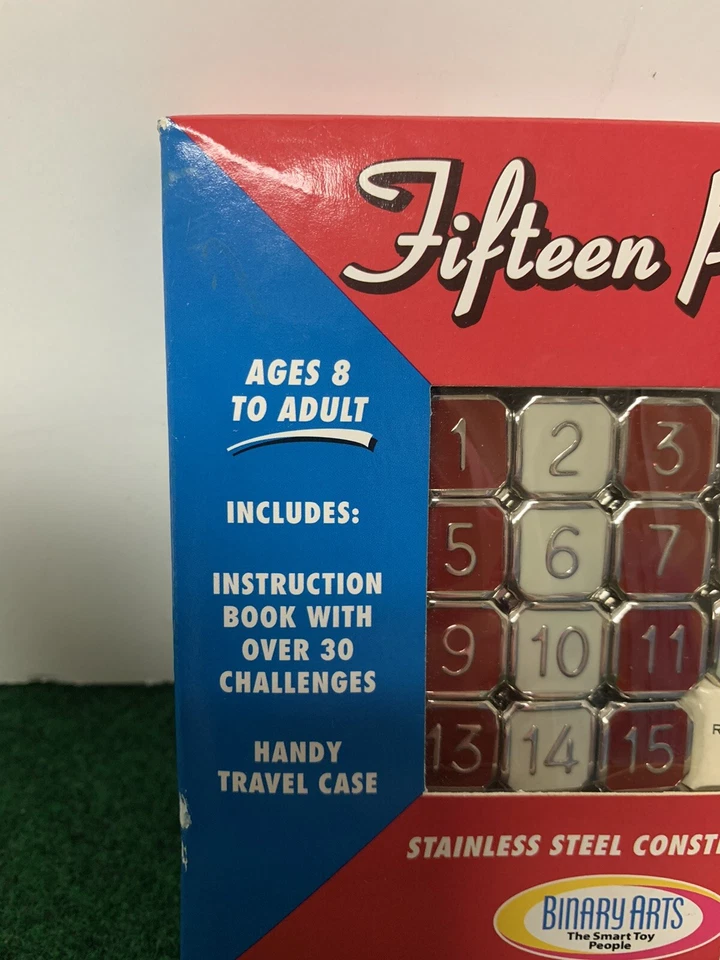 Fifteen
AGES 8
TO ADULT
INCLUDES:
INSTRUCTION
BOOK WITH
OVER 30
CHALLENGES
HANDY
TRAVEL CASE
1 2 3
5 6 7
9 10 11
13 14 15
STAINLESS STEEL CONST
BINARY ARTS
The Smart Toy
People